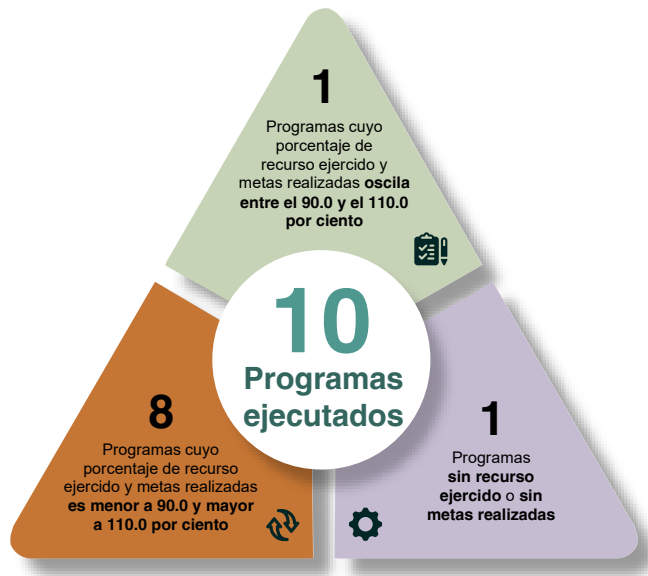 1
Programas cuyo
porcentaje de
recurso ejercido y
metas realizadas oscila
entre el 90.0 y el 110.0
por ciento
10
Programas
ejecutados
8
Programas cuyo
porcentaje de recurso
ejercido y metas realizadas
es menor a 90.0 y mayor
a 110.0 por ciento
1
Programas
sin recurso
ejercido o sin
metas realizadas